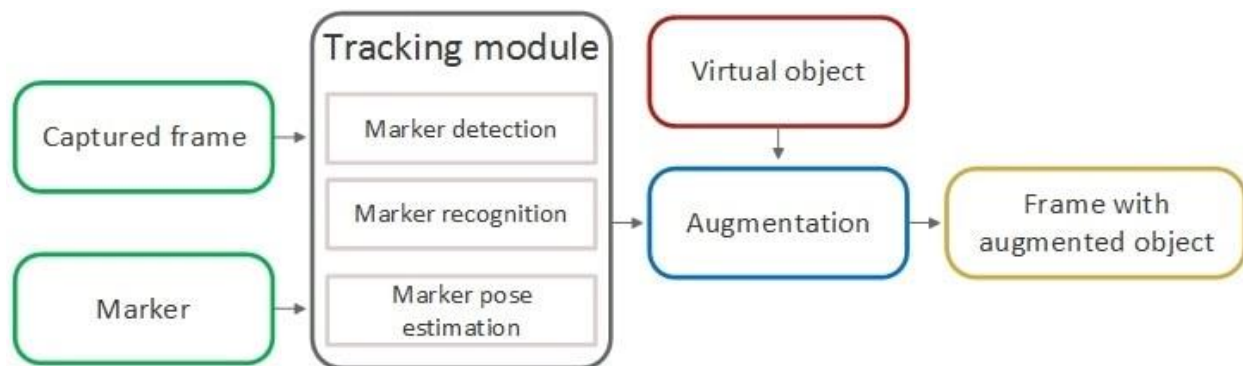 Tracking module
Virtual object
Captured frame
Marker detection
Marker recognition
Augmentation
Frame with
augmented object
Marker
Marker pose
estimation